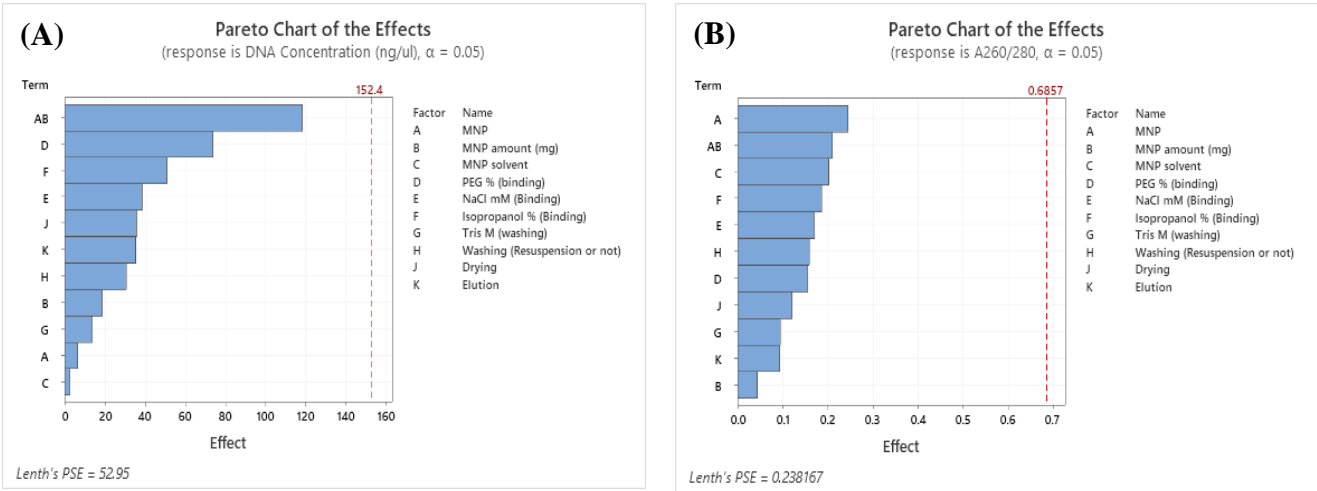 (A)
Pareto Chart of the Effects
(response is DNA Concentration (ng/ul), α = 0.05)
Term
152.4
AB
D
F
E
J
K
H
B
G
A
C
0 20 40 60 80 100 120 140 160
Effect
Factor Name
A MNP
B MNP amount (mg)
C MNP solvent
D PEG % (binding)
E NaCl mM (Binding)
F Isopropanol % (Binding)
G Tris M (washing)
H Washing (Resuspension or not)
J Drying
K Elution
Lenth's PSE = 52.95
(B)
Pareto Chart of the Effects
(response is A260/280, α = 0.05)
Term
0.6857
A
AB
C
F
E
H
D
J
G
K
B
0.0 0.1 0.2 0.3 0.4 0.5 0.6 0.7
Effect
Factor Name
A MNP
B MNP amount (mg)
C MNP solvent
D PEG % (binding)
E NaCl mM (Binding)
F Isopropanol % (Binding)
G Tris M (washing)
H Washing (Resuspension or not)
J Drying
K Elution
Lenth's PSE = 0.238167